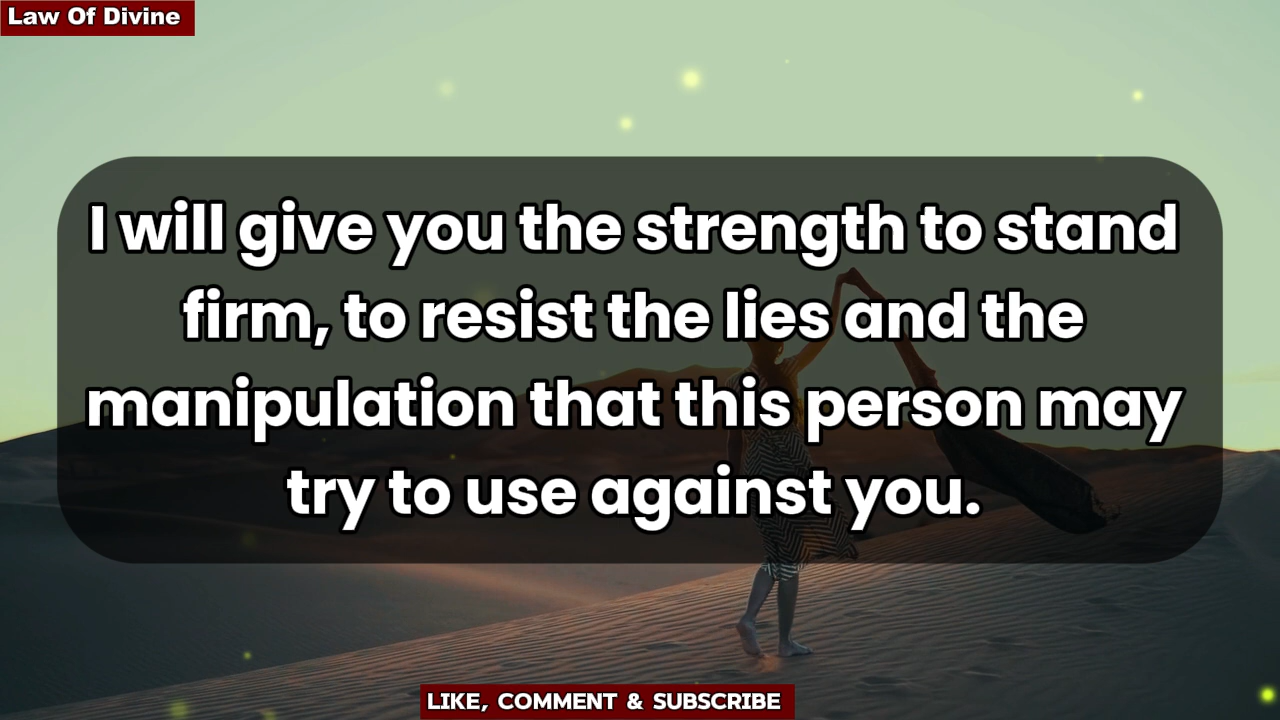 Law Of Divine
I will give you the strength to stand
firm, to resist the lies and the
manipulation that this person may
try to use against you.
LIKE, COMMENT & SUBSCRIBE